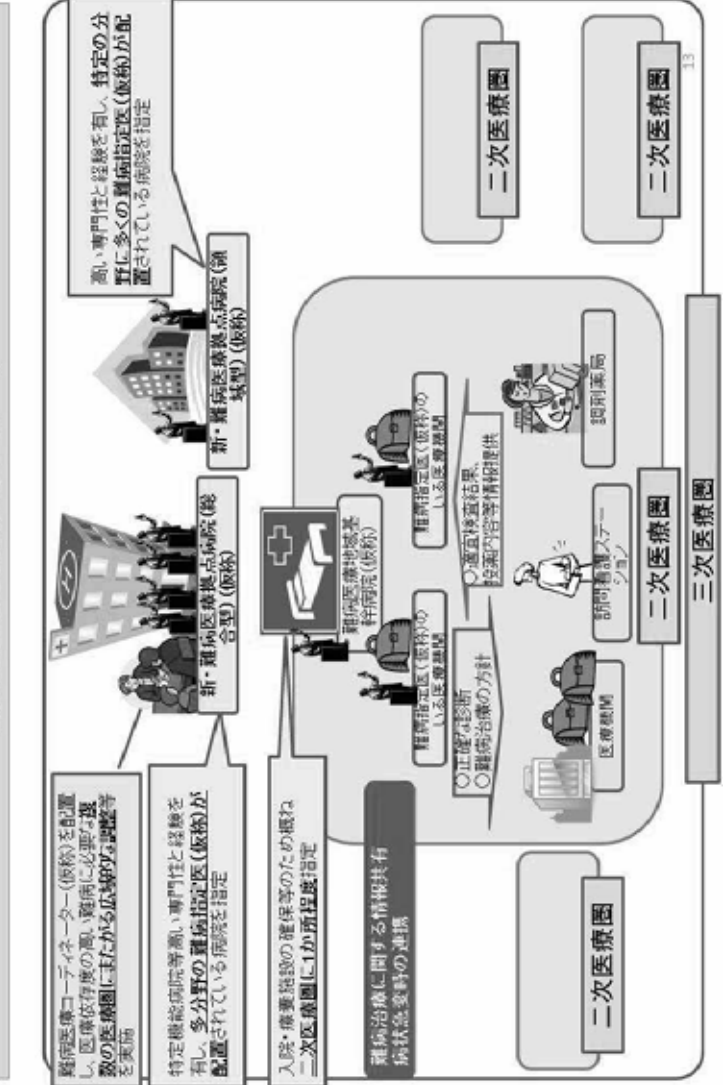 難病医療コーディネーター(仮称)を配置
し、医療依存度の高い難病に必要な複
数の医療圏にまたがる広域的な調整等
を実施
特定機能病院等高い専門性と経験を
有し、多分野の難病指定医(仮称)が
配置されている病院を指定
入院・療養施設の確保等のため概ね
二次医療圏に1か所程度指定
高い専門性と経験を有し、特定の分
野に多くの難病指定医(仮称)が配
置されている病院を指定
新・難病医療拠点病院(総
合型)(仮称)
新・難病医療拠点病院(領
域型)(仮称)
難病医療地域基
幹病院(仮称)
難病治療に関する情報共有
病状急変時の連携
難病指定医(仮称)の
いる医療機関
難病指定医(仮称)の
いる医療機関
○正確な診断
○難病治療の方針
○適宜検査結果、
投薬内容等情報提供
医療機関
訪問看護ステー
ション
調剤薬局
二次医療圏
二次医療圏
二次医療圏
二次医療圏
三次医療圏
13